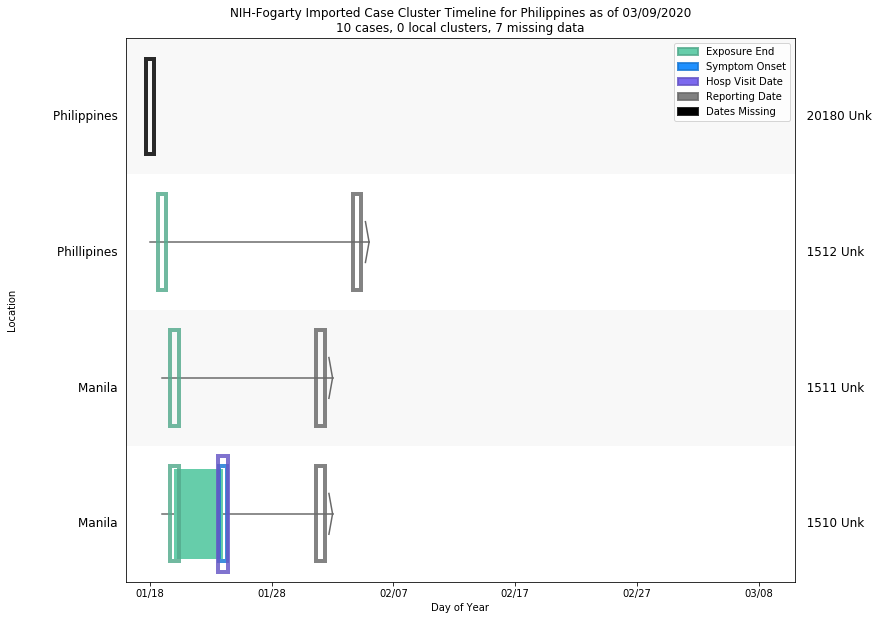 NIH-Fogarty Imported Case Cluster Timeline for Philippines as of 03/09/2020
10 cases, 0 local clusters, 7 missing data
Exposure End
Symptom Onset
Hosp Visit Date
Reporting Date
Dates Missing
Philippines 20180 Unk
Phillipines 1512 Unk
Manila 1511 Unk
Manila 1510 Unk
Location
01/18 01/28 02/07 02/17 02/27 03/08
Day of Year